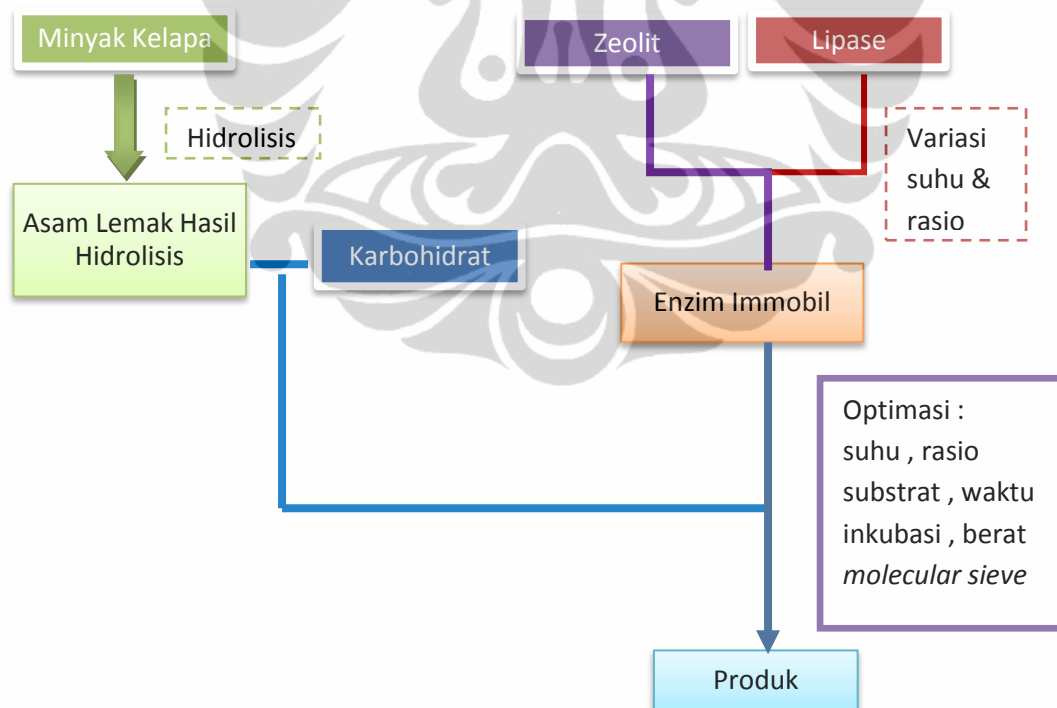 Minyak Kelapa
Zeolit
Lipase
Hidrolisis
Variasi
suhu &
rasio
Asam Lemak Hasil
Hidrolisis
Karbohidrat
Enzim Immobil
Optimasi :
suhu , rasio
substrat , waktu
inkubasi , berat
molecular sieve
Produk